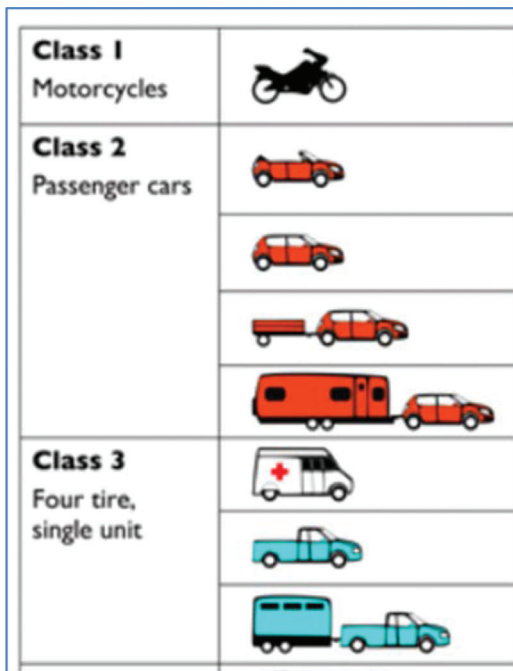 Class 1
Motorcycles
Class 2
Passenger cars
Class 3
Four tire,
single unit